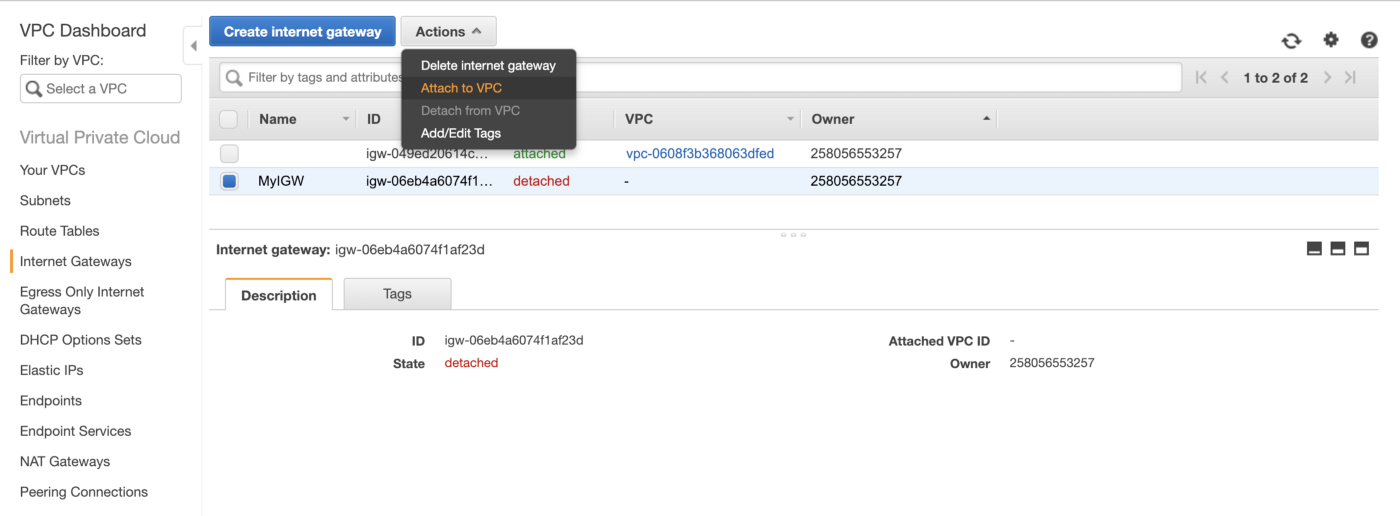 VPC Dashboard
Filter by VPC:
Select a VPC
Virtual Private Cloud
Your VPCs
Subnets
Route Tables
Internet Gateways
Egress Only Internet
Gateways
DHCP Options Sets
Elastic IPs
Endpoints
Endpoint Services
NAT Gateways
Peering Connections
Create internet gateway Actions
Delete internet gateway
Attach to VPC
Detach from VPC
Add/Edit Tags
Filter by tags and attributes 1 to 2 of 2
Name ID VPC Owner
igw-049ed20614c... attached vpc-0608f3b368063dfed 258056553257
MyIGW igw-06eb4a6074f1... detached - 258056553257
Internet gateway: igw-06eb4a6074f1af23d
Description Tags
ID igw-06eb4a6074f1af23d Attached VPC ID -
State detached Owner 258056553257